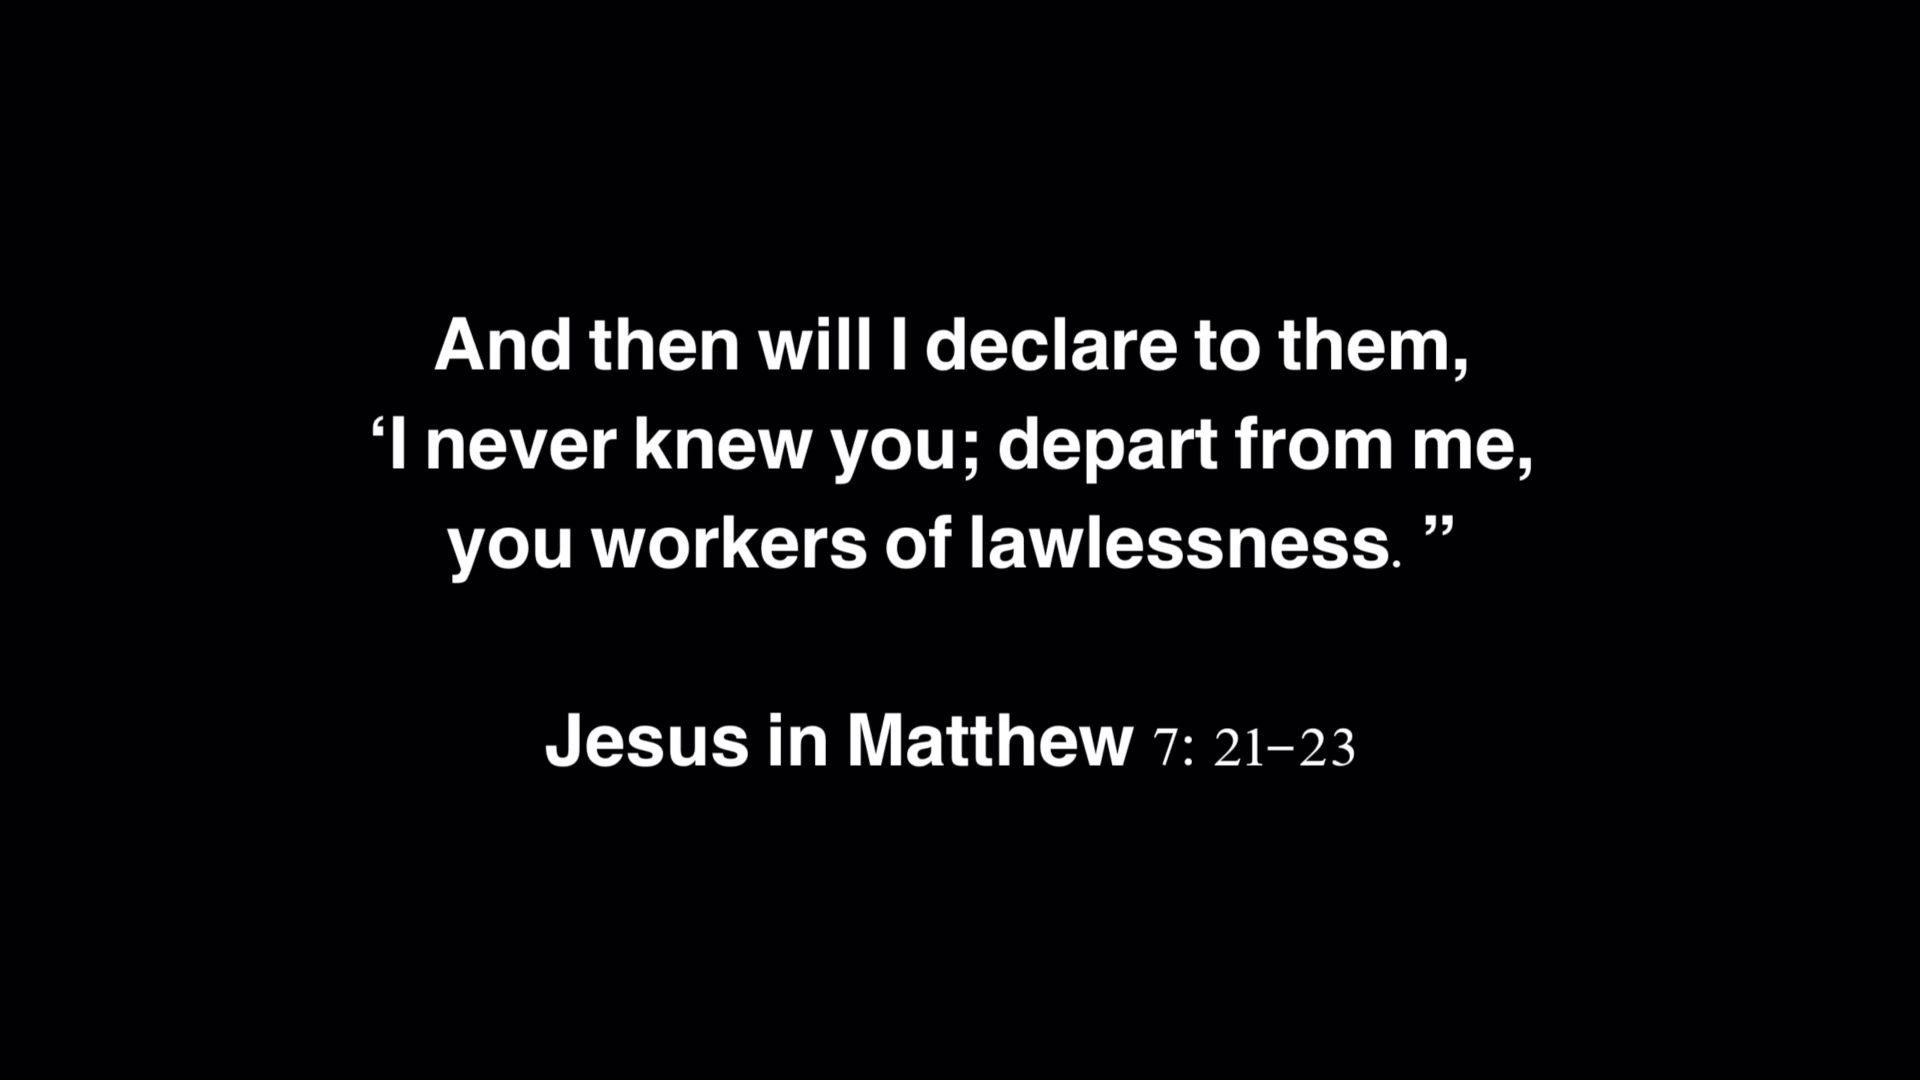 And then will I declare to them,
‘I never knew you; depart from me,
you workers of lawlessness. ”
Jesus in Matthew 7: 21–23